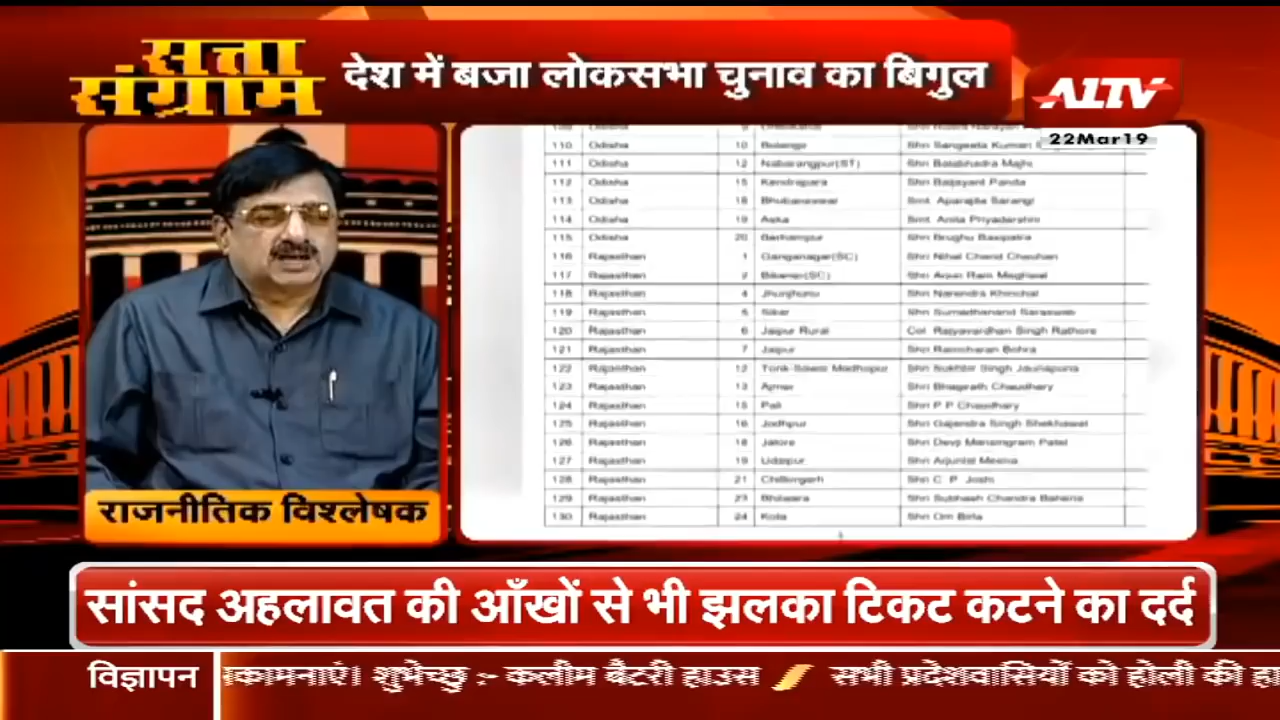 सत्ता
संग्राम
देश में बजा लोकसभा चुनाव का बिगुल
ALTV
22Mar19
110 Odisha 10 Bolangir Shri Sangeeta Kumari
111 Odisha 12 Nabarangpur(ST) Shri Balabhadra Majhi
112 Odisha 15 Kendrapara Shri Baijayant Panda
113 Odisha 18 Bhubaneswar Smt. Aparajita Sarangi
114 Odisha 19 Aska Smt. Anita Priyadarshini
115 Odisha 20 Berhampur Shri Brughu Baxipatra
116 Rajasthan 1 Ganganagar(SC) Shri Nihal Chand Chauhan
117 Rajasthan 2 Bikaner(SC) Shri Arjun Ram Meghwal
118 Rajasthan 4 Jhunjhunu Shri Narendra Khinchal
119 Rajasthan 5 Sikar Shri Sumedhanand Saraswati
120 Rajasthan 6 Jaipur Rural Col. Rajyavardhan Singh Rathore
121 Rajasthan 7 Jaipur Shri Ramcharan Bohra
122 Rajasthan 12 Tonk-Sawai Madhopur Shri Sukhbir Singh Jaunapuria
123 Rajasthan 13 Ajmer Shri Bhagirath Chaudhary
124 Rajasthan 15 Pali Shri P P Chaudhary
125 Rajasthan 16 Jodhpur Shri Gajendra Singh Shekhawat
126 Rajasthan 18 Jalore Shri Devji Mansingram Patel
127 Rajasthan 19 Udaipur Shri Arjunlal Meena
128 Rajasthan 21 Chittorgarh Shri C. P. Joshi
129 Rajasthan 23 Bhilwara Shri Subhash Chandra Baheria
130 Rajasthan 24 Kota Shri Om Birla
राजनीतिक विश्लेषक
सांसद अहलावत की आँखों से भी झलका टिकट कटने का दर्द
विज्ञापन
शुभेच्छु :- कलीम बैटरी हाउस सभी प्रदेशवासियों को होली की